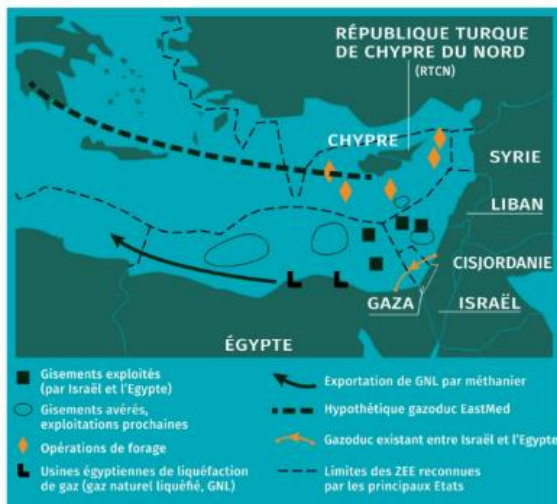 RÉPUBLIQUE TURQUE
DE CHYPRE DU NORD
(RTCN)
CHYPRE
SYRIE
LIBAN
CISJORDANIE
GAZA
ISRAËL
ÉGYPTE
Gisements exploités
(par Israël et l'Egypte)
Gisements avérés,
exploitations prochaines
Opérations de forage
Usines égyptiennes de liquéfaction
de gaz (gaz naturel liquéfié, GNL)
Exportation de GNL par méthanier
Hypothétique gazoduc EastMed
Gazoduc existant entre Israël et l'Egypte
Limites des ZEE reconnues
par les principaux Etats